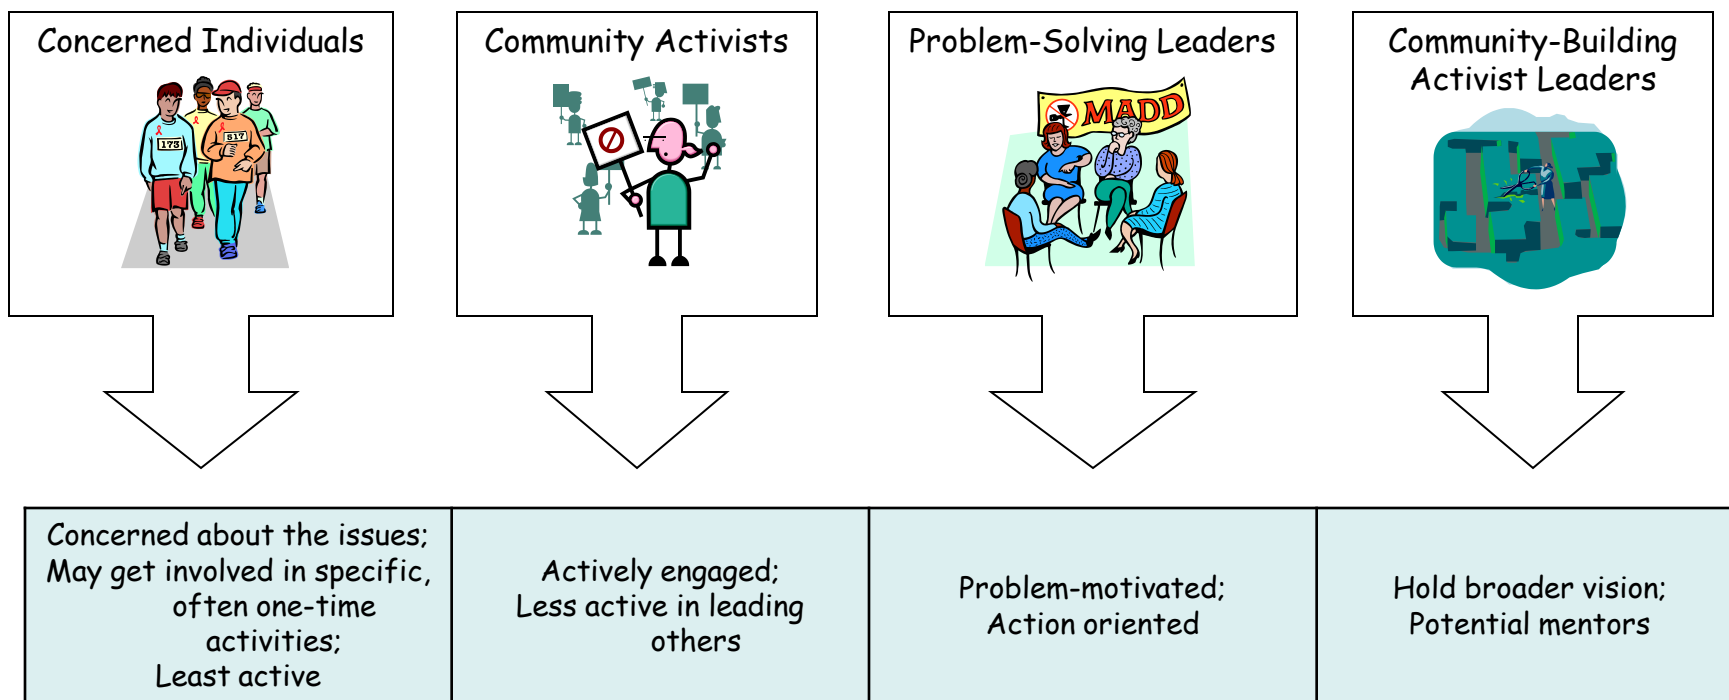 Concerned Individuals
173
517
Community Activists
Problem-Solving Leaders
MADD
Community-Building
Activist Leaders
Concerned about the issues;
May get involved in specific,
often one-time
activities;
Least active
Actively engaged;
Less active in leading
others
Problem-motivated;
Action oriented
Hold broader vision;
Potential mentors